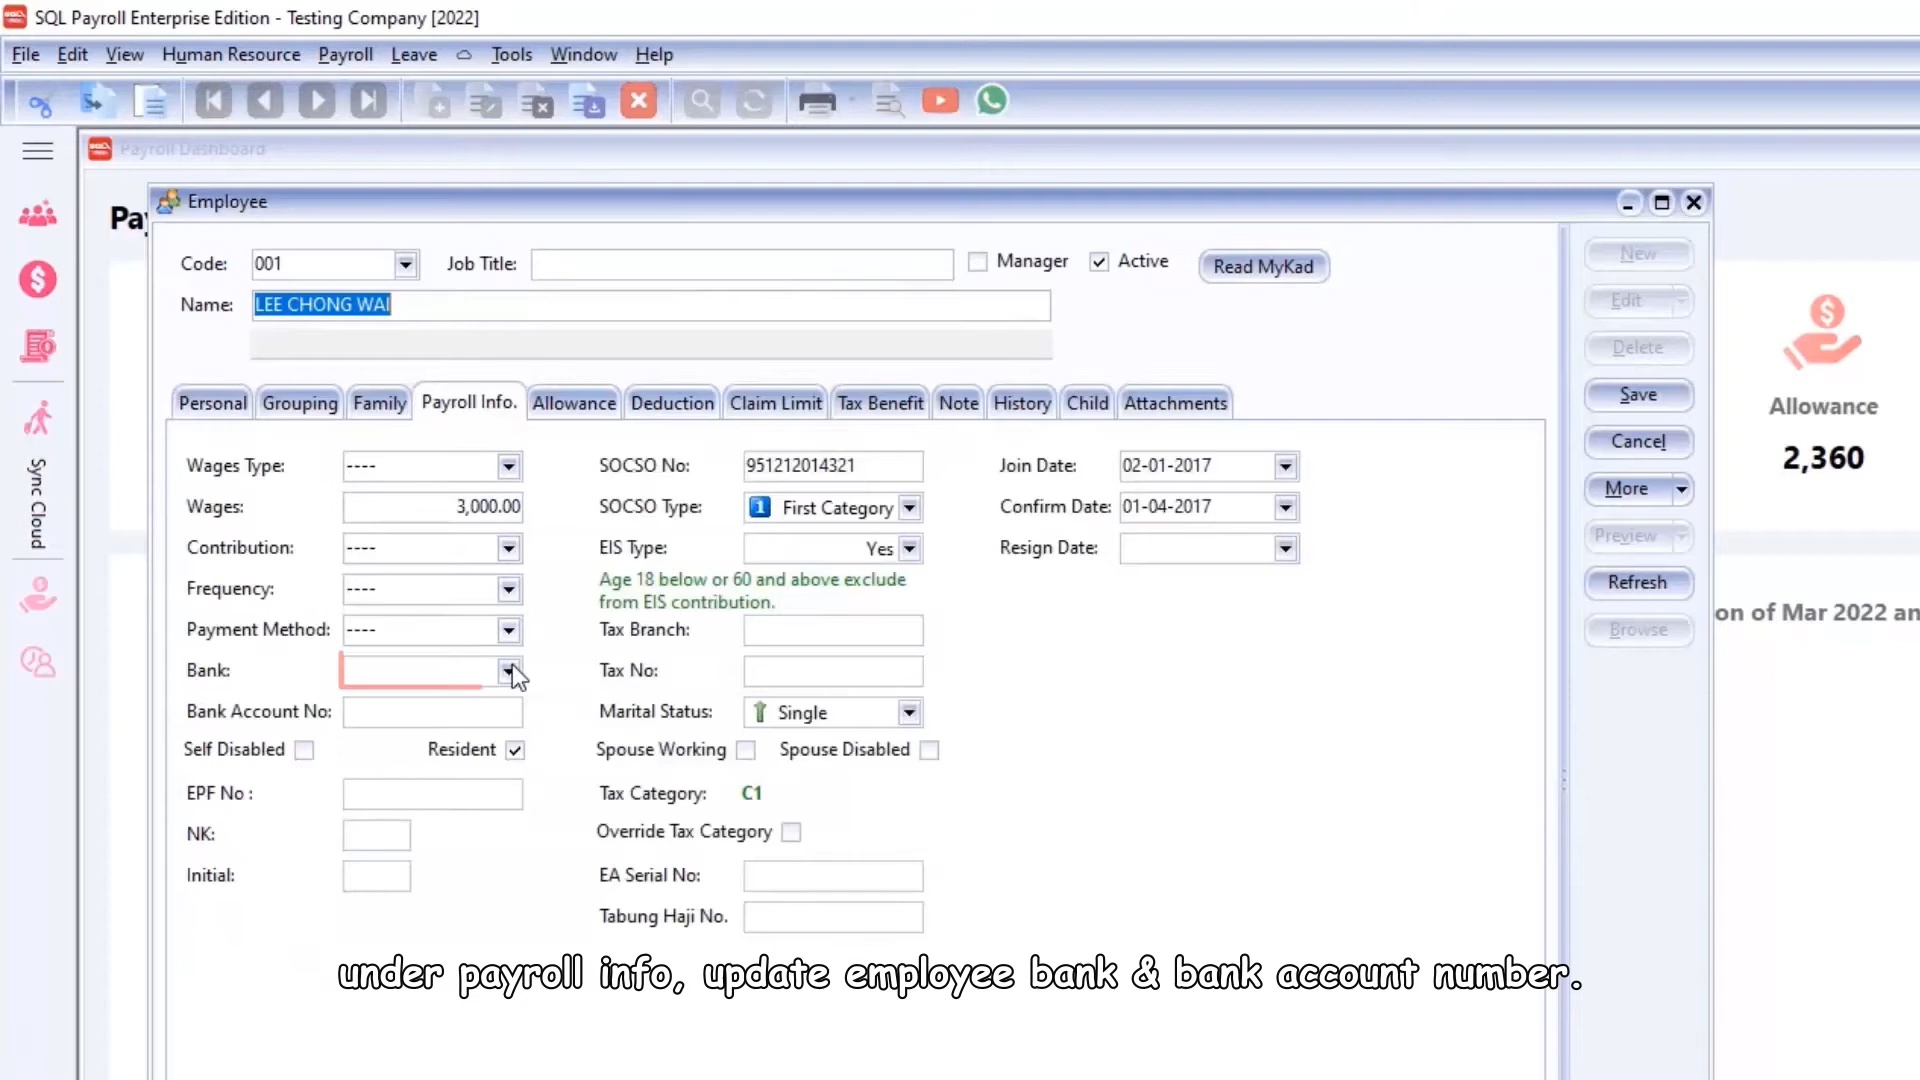 SQL Payroll Enterprise Edition - Testing Company [2022]
File Edit View Human Resource Payroll Leave Tools Window Help
Payroll Dashboard
Pay
Employee
Code: 001 Job Title: Manager Active Read MyKad
Name: LEE CHONG WAI
Personal Grouping Family Payroll Info. Allowance Deduction Claim Limit Tax Benefit Note History Child Attachments
Wages Type: ----
Wages: 3,000.00
Contribution: ----
Frequency: ----
Payment Method: ----
Bank:
Bank Account No:
Self Disabled Resident
EPF No :
NK:
Initial:
SOCSO No: 951212014321
SOCSO Type: 1 First Category
EIS Type: Yes
Age 18 below or 60 and above exclude
from EIS contribution.
Tax Branch:
Tax No:
Marital Status: Single
Spouse Working Spouse Disabled
Tax Category: C1
Override Tax Category
EA Serial No:
Tabung Haji No.
Join Date: 02-01-2017
Confirm Date: 01-04-2017
Resign Date:
New
Edit
Delete
Save
Cancel
More
Preview
Refresh
Browse
Sync Cloud
Allowance
2,360
on of Mar 2022 an
under payroll info, update employee bank & bank account number.